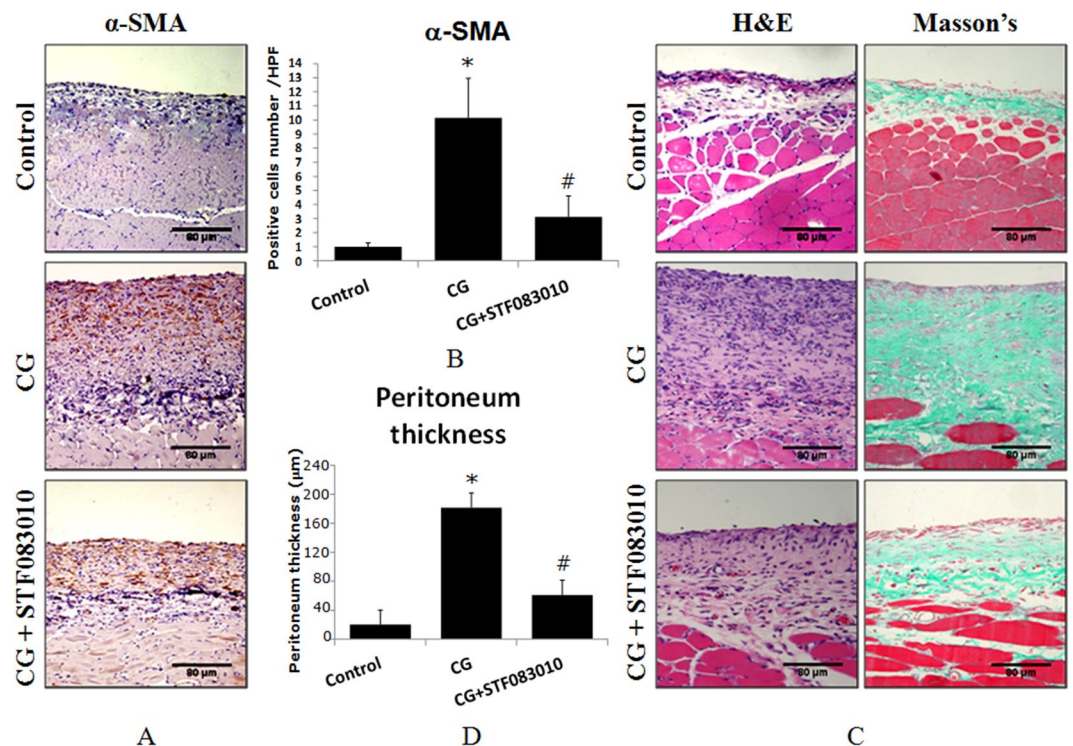 α-SMA
Control
80 µm
CG
80 µm
CG + STF083010
80 µm
A
α-SMA
Positive cells number /HPF
14
13
12
11
10
9
8
7
6
5
4
3
2
1
0
*
#
Control
CG
CG+STF083010
B
Peritoneum
thickness
Peritoneum thickness (µm)
240
200
160
120
80
40
0
*
#
Control
CG
CG+STF083010
D
H&E
Masson's
Control
80 µm
80 µm
CG
80 µm
80 µm
CG + STF083010
80 µm
80 µm
C